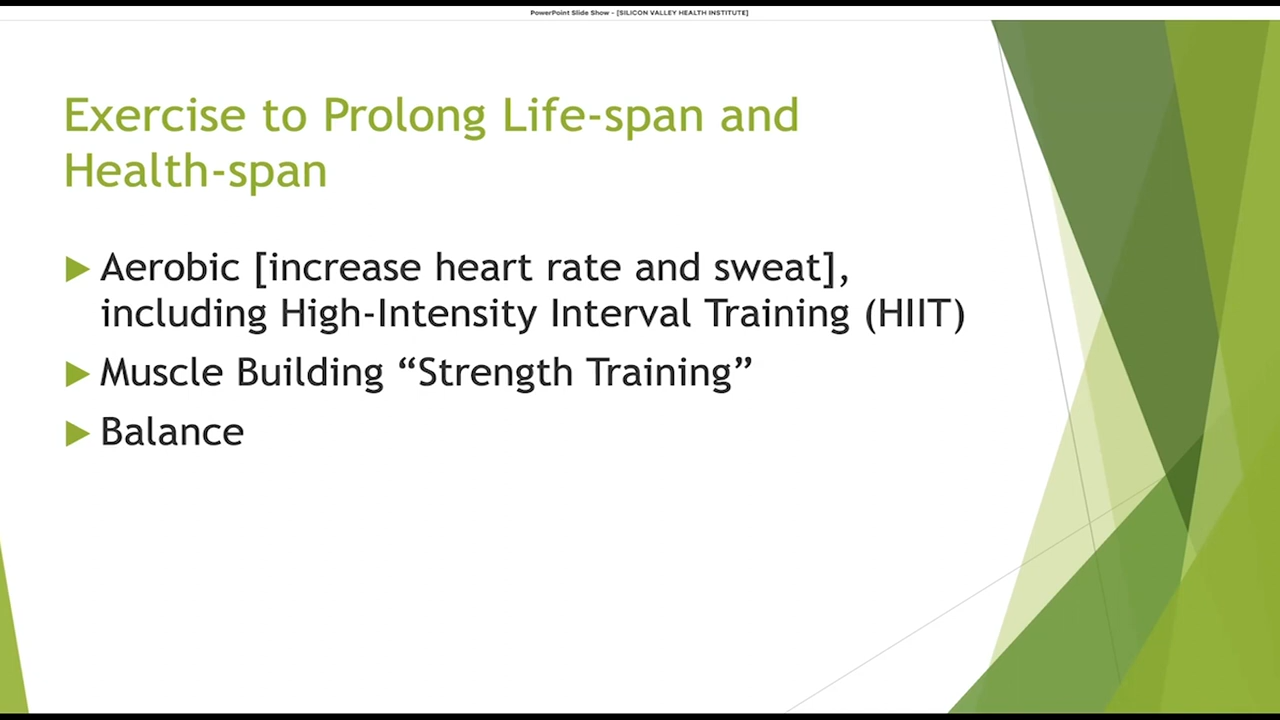 PowerPoint Slide Show - [SILICON VALLEY HEALTH INSTITUTE]
Exercise to Prolong Life-span and
Health-span
Aerobic [increase heart rate and sweat],
including High-Intensity Interval Training (HIIT)
Muscle Building “Strength Training”
Balance